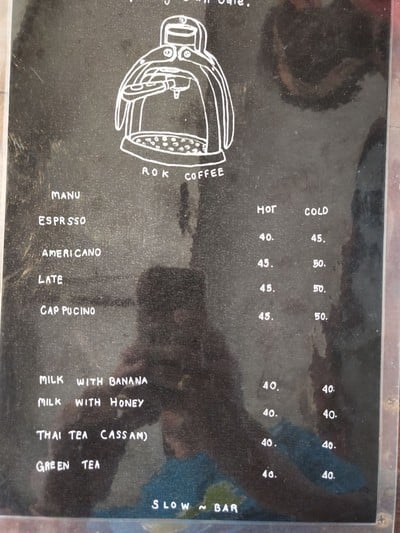 ROK COFFEE
MANU HOT COLD
ESPRSSO 40. 45.
AMERICANO 45. 50.
LATE 45. 50.
CAPPUCINO 45. 50.
MILK WITH BANANA 40. 40.
MILK WITH HONEY 40. 40.
THAI TEA (ASSAM) 40. 40.
GREEN TEA 40. 40.
SLOW ~ BAR